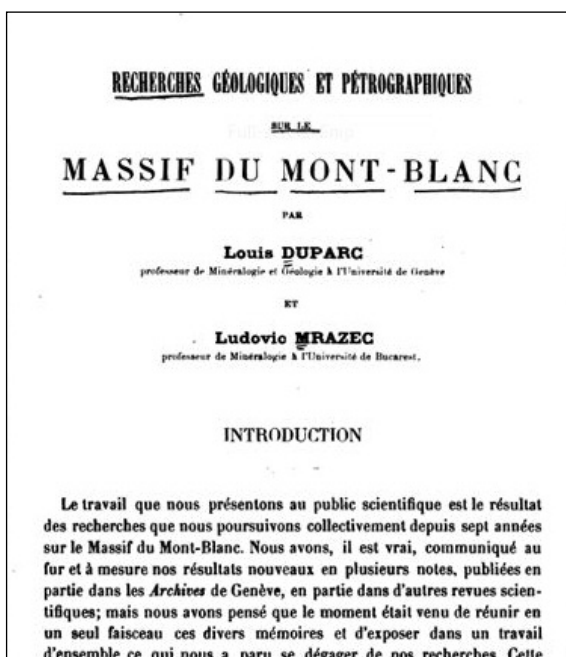 RECHERCHES GÉOLOGIQUES ET PÉTROGRAPHIQUES
SUR LE
MASSIF DU MONT-BLANC
PAR
Louis DUPARC
professeur de Minéralogie et Géologie à l'Université de Genève
ET
Ludovic MRAZEC
professeur de Minéralogie à l'Université de Bucarest.
INTRODUCTION
Le travail que nous présentons au public scientifique est le résultat
des recherches que nous poursuivons collectivement depuis sept années
sur le Massif du Mont-Blanc. Nous avons, il est vrai, communiqué au
fur et à mesure nos résultats nouveaux en plusieurs notes, publiées en
partie dans les Archives de Genève, en partie dans d'autres revues scien-
tifiques; mais nous avons pensé que le moment était venu de réunir en
un seul faisceau ces divers mémoires et d'exposer dans un travail
d'ensemble ce qui nous a paru se dégager de nos recherches. Cette